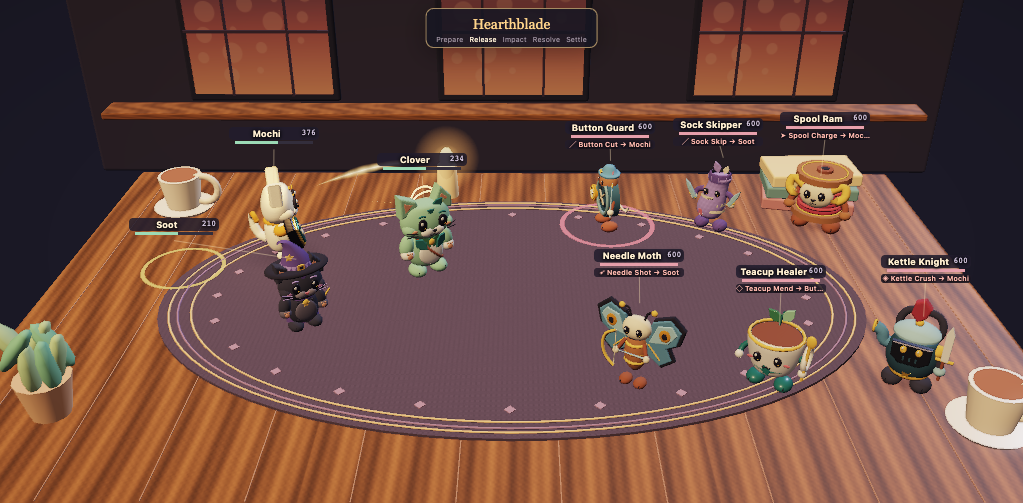 Hearthblade
Prepare Release Impact Resolve Settle
Mochi 376
Clover 234
Soot 210
Button Guard 600
Button Cut → Mochi
Sock Skipper 600
Sock Skip → Soot
Spool Ram 600
Spool Charge → Moc...
Needle Moth 600
Needle Shot → Soot
Teacup Healer 600
Teacup Mend → But...
Kettle Knight 600
Kettle Crush → Mochi